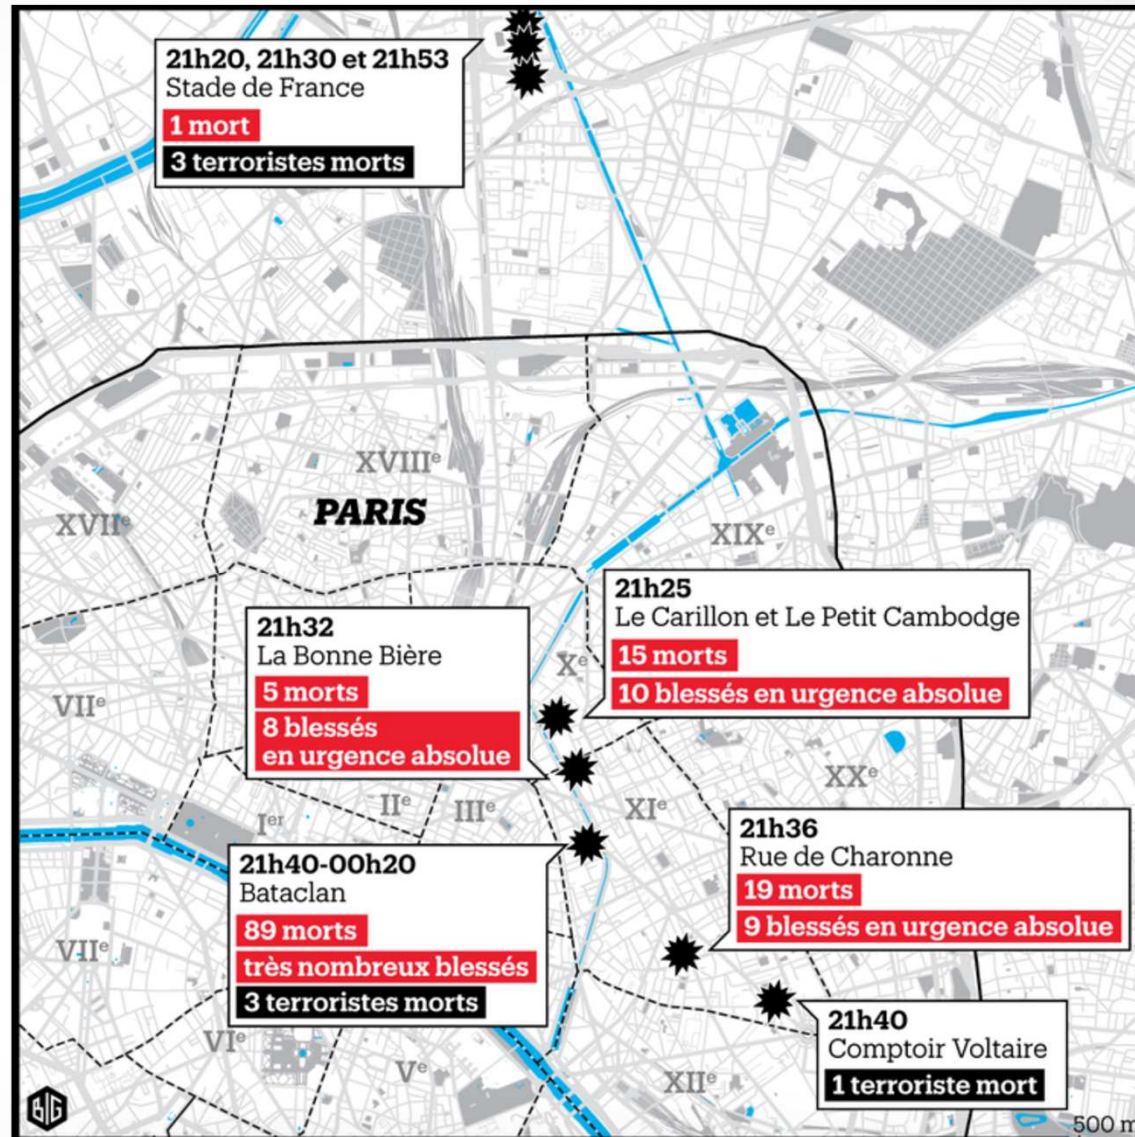 21h20, 21h30 et 21h53
Stade de France
1 mort
3 terroristes morts
XVIIIe
PARIS
XVIIe
XIXe
21h25
Le Carillon et Le Petit Cambodge
15 morts
10 blessés en urgence absolue
21h32
La Bonne Bière
5 morts
8 blessés
en urgence absolue
Xe
VIIe
XXe
IIe
IIIe
XIe
Ier
21h36
Rue de Charonne
19 morts
9 blessés en urgence absolue
21h40-00h20
Bataclan
89 morts
très nombreux blessés
3 terroristes morts
VIIe
21h40
Comptoir Voltaire
1 terroriste mort
VIe
Ve
XIIe
BIG
500 m